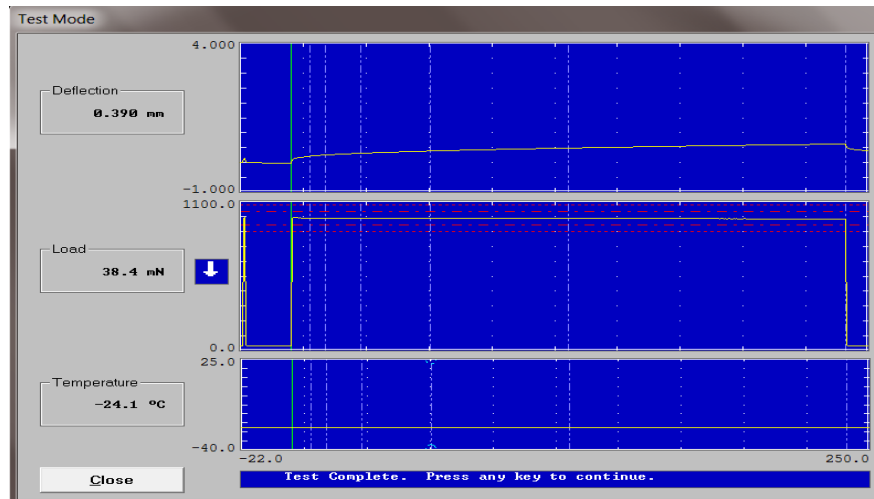 Test Mode
4.000
Deflection
0.390 mm
-1.000
1100.0
Load
38.4 mN
0.0
25.0
Temperature
-24.1 ºC
-40.0
-22.0
250.0
Close
Test Complete. Press any key to continue.